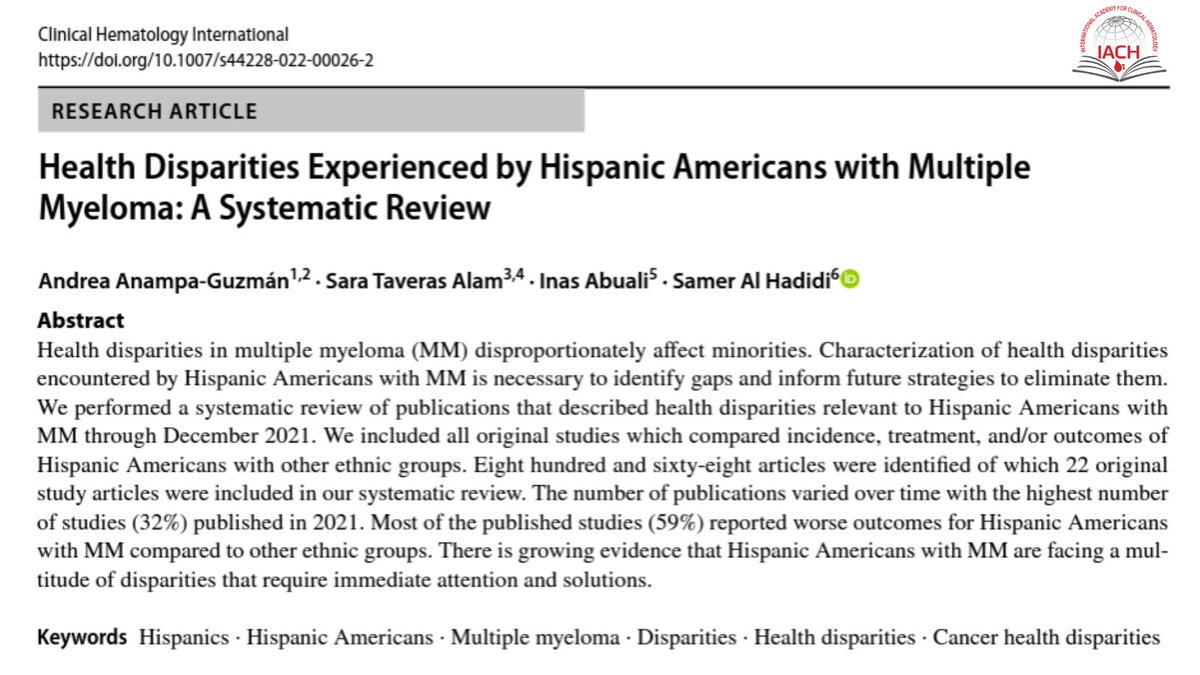 Clinical Hematology International
https://doi.org/10.1007/s44228-022-00026-2
INTERNATIONAL ACADEMY FOR CLINICAL HEMATOLOGY
IACH
RESEARCH ARTICLE
Health Disparities Experienced by Hispanic Americans with Multiple
Myeloma: A Systematic Review
Andrea Anampa-Guzmán1,2 · Sara Taveras Alam3,4 · Inas Abuali5 · Samer Al Hadidi6 iD
Abstract
Health disparities in multiple myeloma (MM) disproportionately affect minorities. Characterization of health disparities
encountered by Hispanic Americans with MM is necessary to identify gaps and inform future strategies to eliminate them.
We performed a systematic review of publications that described health disparities relevant to Hispanic Americans with
MM through December 2021. We included all original studies which compared incidence, treatment, and/or outcomes of
Hispanic Americans with other ethnic groups. Eight hundred and sixty-eight articles were identified of which 22 original
study articles were included in our systematic review. The number of publications varied over time with the highest number
of studies (32%) published in 2021. Most of the published studies (59%) reported worse outcomes for Hispanic Americans
with MM compared to other ethnic groups. There is growing evidence that Hispanic Americans with MM are facing a mul-
titude of disparities that require immediate attention and solutions.
Keywords Hispanics · Hispanic Americans · Multiple myeloma · Disparities · Health disparities · Cancer health disparities